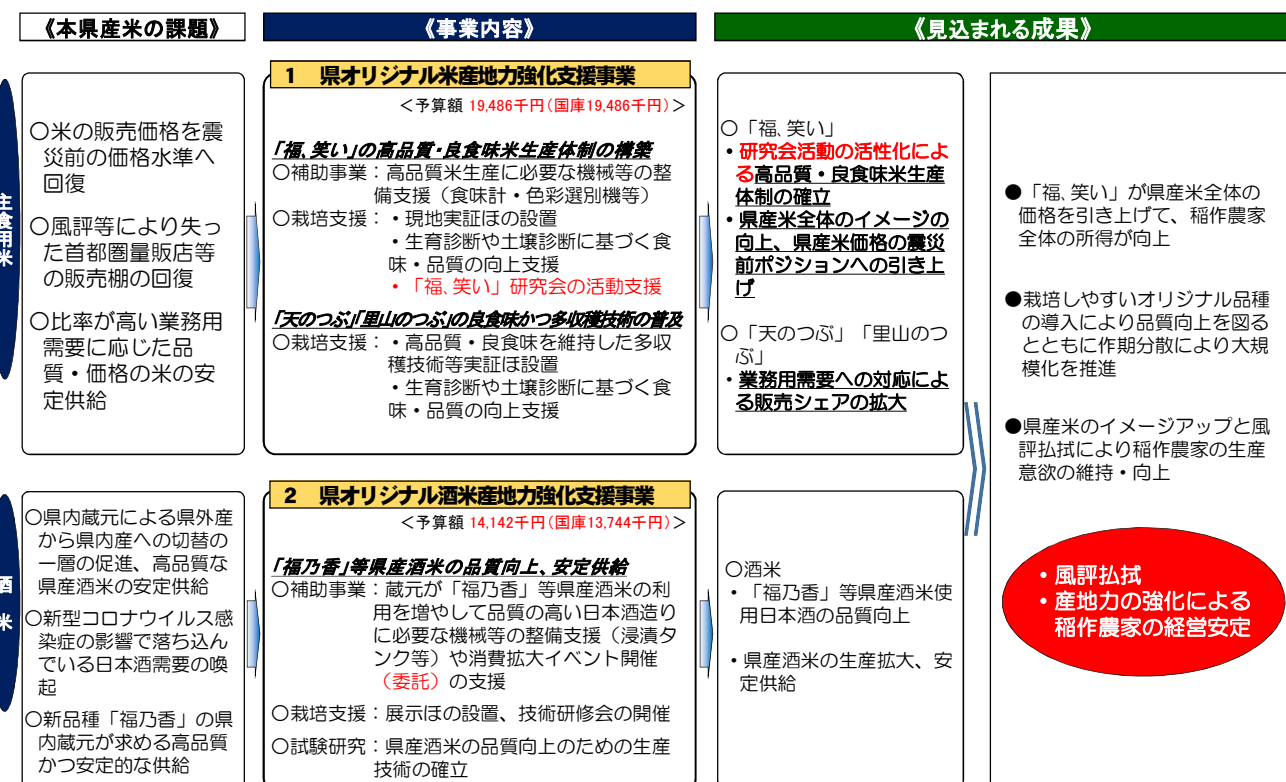 《本県産米の課題》
《事業内容》
《見込まれる成果》
主食用米
〇米の販売価格を震
災前の価格水準へ
回復
〇風評等により失っ
た首都圏量販店等
の販売棚の回復
〇比率が高い業務用
需要に応じた品
質・価格の米の安
定供給
1 県オリジナル米産地力強化支援事業
＜予算額 19,486千円(国庫19,486千円)＞
「福、笑い」の高品質・良食味米生産体制の構築
〇補助事業：高品質米生産に必要な機械等の整
備支援（食味計・色彩選別機等）
〇栽培支援：・現地実証ほの設置
・生育診断や土壌診断に基づく食
味・品質の向上支援
・「福、笑い」研究会の活動支援
「天のつぶ」「里山のつぶ」の良食味かつ多収穫技術の普及
〇栽培支援：・高品質・良食味を維持した多収
穫技術等実証ほ設置
・生育診断や土壌診断に基づく食
味・品質の向上支援
〇「福、笑い」
・研究会活動の活性化によ
る高品質・良食味米生産
体制の確立
・県産米全体のイメージの
向上、県産米価格の震災
前ポジションへの引き上
げ
〇「天のつぶ」「里山のつ
ぶ」
・業務用需要への対応によ
る販売シェアの拡大
●「福、笑い」が県産米全体の
価格を引き上げて、稲作農家
全体の所得が向上
●栽培しやすいオリジナル品種
の導入により品質向上を図る
とともに作期分散により大規
模化を推進
●県産米のイメージアップと風
評払拭により稲作農家の生産
意欲の維持・向上
・風評払拭
・産地力の強化による
稲作農家の経営安定
酒米
〇県内蔵元による県外産
から県内産への切替の
一層の促進、高品質な
県産酒米の安定供給
〇新型コロナウイルス感
染症の影響で落ち込ん
でいる日本酒需要の喚
起
〇新品種「福乃香」の県
内蔵元が求める高品質
かつ安定的な供給
2 県オリジナル酒米産地力強化支援事業
＜予算額 14,142千円(国庫13,744千円)＞
「福乃香」等県産酒米の品質向上、安定供給
〇補助事業：蔵元が「福乃香」等県産酒米の利
用を増やして品質の高い日本酒造り
に必要な機械等の整備支援（浸漬タ
ンク等）や消費拡大イベント開催
（委託）の支援
〇栽培支援：展示ほの設置、技術研修会の開催
〇試験研究：県産酒米の品質向上のための生産
技術の確立
〇酒米
・「福乃香」等県産酒米使
用日本酒の品質向上
・県産酒米の生産拡大、安
定供給